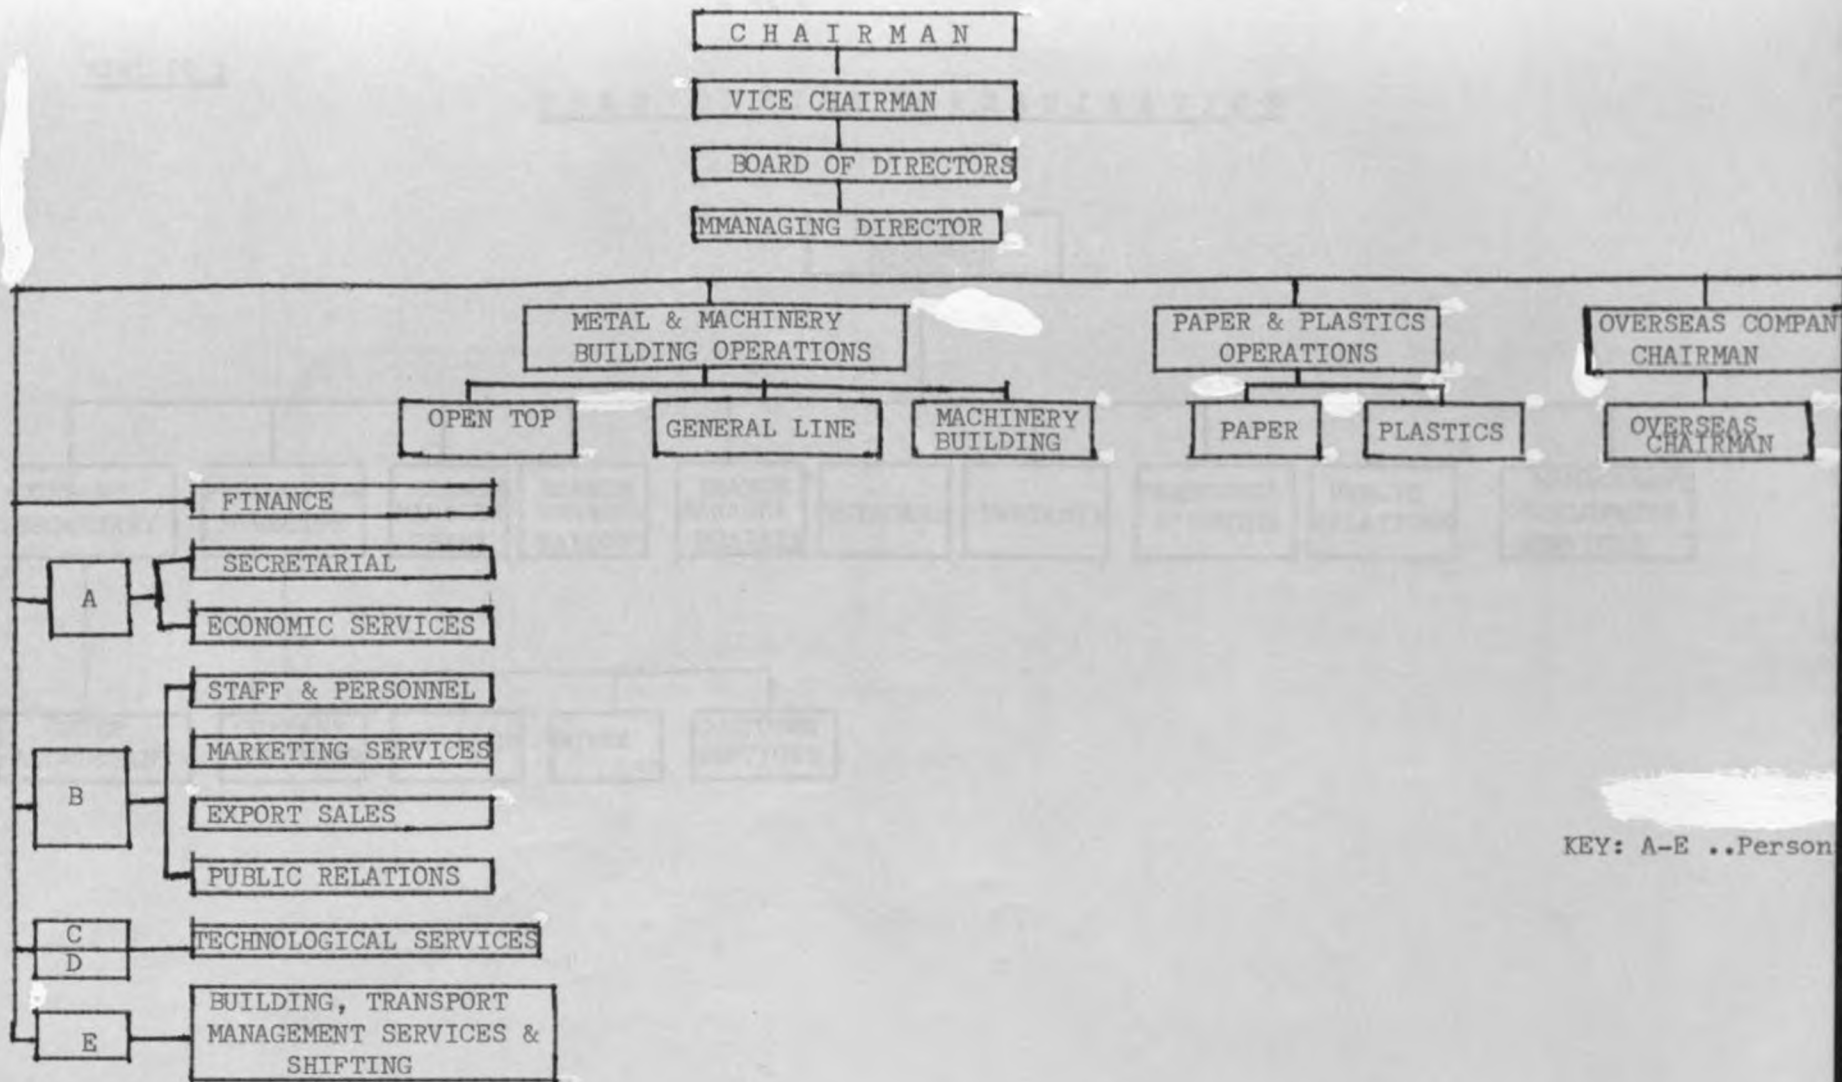 C H A I R M A N
VICE CHAIRMAN
BOARD OF DIRECTORS
MMANAGING DIRECTOR
METAL & MACHINERY
BUILDING OPERATIONS
PAPER & PLASTICS
OPERATIONS
OVERSEAS COMPAN
CHAIRMAN
OPEN TOP
GENERAL LINE
MACHINERY
BUILDING
PAPER
PLASTICS
OVERSEAS
CHAIRMAN
FINANCE
A
SECRETARIAL
ECONOMIC SERVICES
B
STAFF & PERSONNEL
MARKETING SERVICES
EXPORT SALES
PUBLIC RELATIONS
KEY: A-E ..Person
C
D
TECHNOLOGICAL SERVICES
E
BUILDING, TRANSPORT
MANAGEMENT SERVICES &
SHIFTING